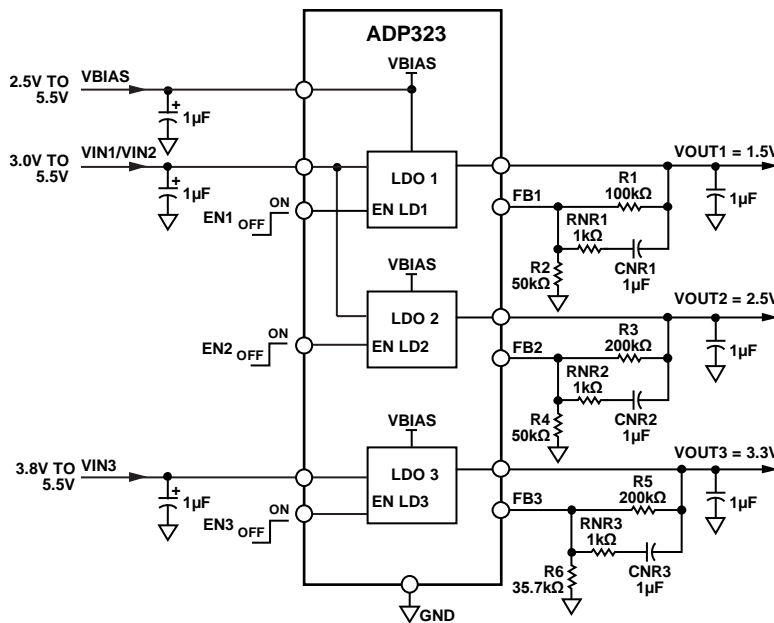 ADP323
VBIAS
2.5V TO
5.5V
VBIAS
+
1µF
3.0V TO
5.5V
VIN1/VIN2
+
1µF
LDO 1
EN LD1
EN1
OFF
ON
VBIAS
LDO 2
EN LD2
EN2
OFF
ON
VBIAS
LDO 3
EN LD3
3.8V TO
5.5V
VIN3
+
1µF
EN3
OFF
ON
GND
VOUT1 = 1.5V
FB1
R1
100kΩ
RNR1
1kΩ
CNR1
1µF
R2
50kΩ
1µF
VOUT2 = 2.5V
FB2
R3
200kΩ
RNR2
1kΩ
CNR2
1µF
R4
50kΩ
1µF
VOUT3 = 3.3V
FB3
R5
200kΩ
RNR3
1kΩ
CNR3
1µF
R6
35.7kΩ
1µF